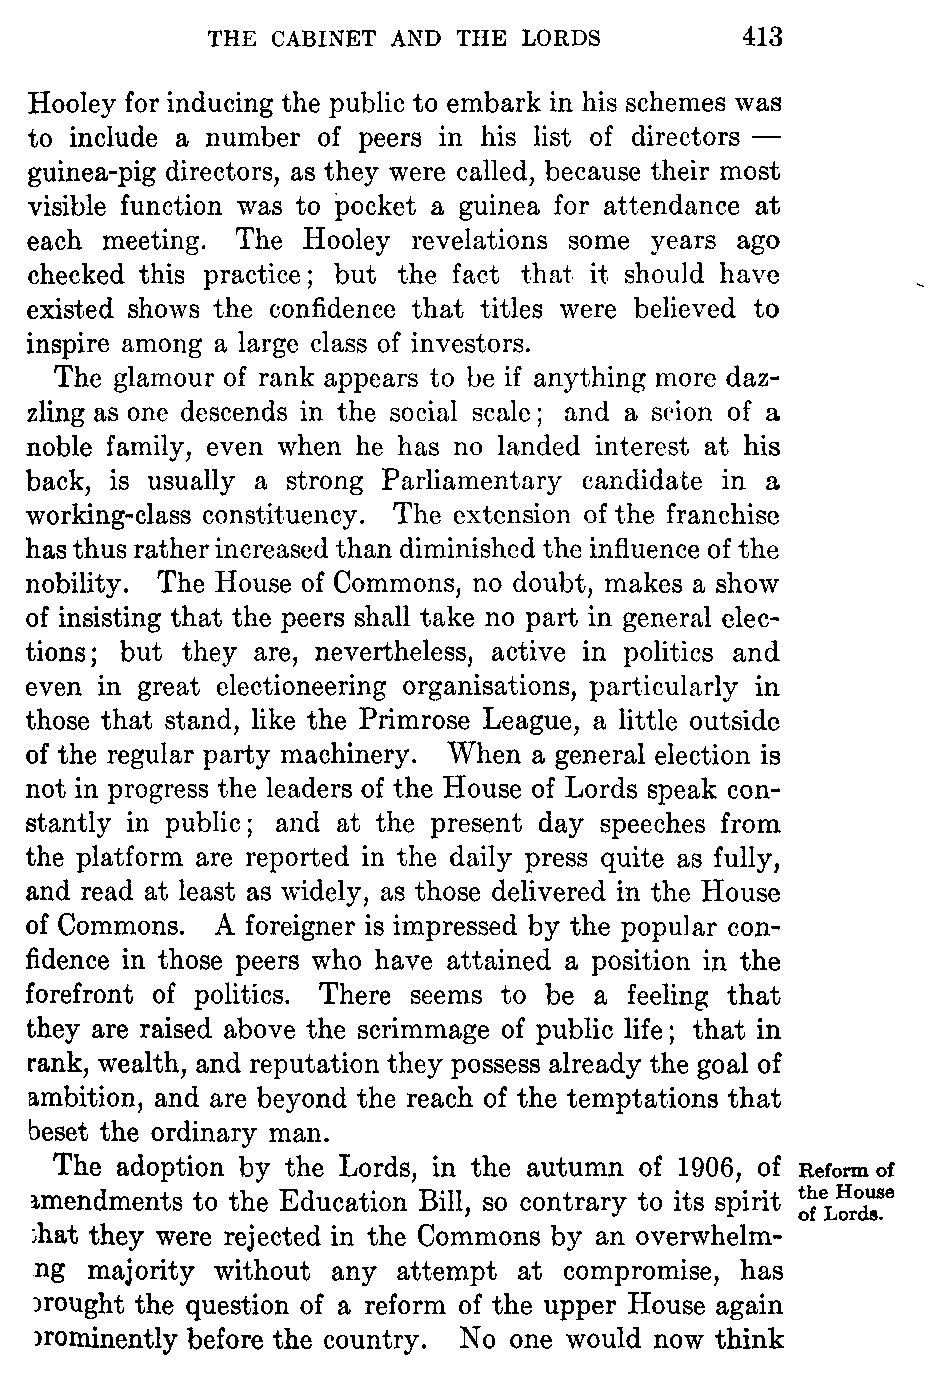 THE CABINET AND THE LORDS 413
Hooley for inducing the public to embark in his schemes was
to include a number of peers in his list of directors —
guinea-pig directors, as they were called, because their most
visible function was to pocket a guinea for attendance at
each meeting. The Hooley revelations some years ago
checked this practice; but the fact that it should have
existed shows the confidence that titles were believed to
inspire among a large class of investors.
The glamour of rank appears to be if anything more daz-
zling as one descends in the social scale; and a scion of a
noble family, even when he has no landed interest at his
back, is usually a strong Parliamentary candidate in a
working-class constituency. The extension of the franchise
has thus rather increased than diminished the influence of the
nobility. The House of Commons, no doubt, makes a show
of insisting that the peers shall take no part in general elec-
tions; but they are, nevertheless, active in politics and
even in great electioneering organisations, particularly in
those that stand, like the Primrose League, a little outside
of the regular party machinery. When a general election is
not in progress the leaders of the House of Lords speak con-
stantly in public; and at the present day speeches from
the platform are reported in the daily press quite as fully,
and read at least as widely, as those delivered in the House
of Commons. A foreigner is impressed by the popular con-
fidence in those peers who have attained a position in the
forefront of politics. There seems to be a feeling that
they are raised above the scrimmage of public life; that in
rank, wealth, and reputation they possess already the goal of
ambition, and are beyond the reach of the temptations that
beset the ordinary man.
The adoption by the Lords, in the autumn of 1906, of
amendments to the Education Bill, so contrary to its spirit
that they were rejected in the Commons by an overwhelm-
ng majority without any attempt at compromise, has
brought the question of a reform of the upper House again
prominently before the country. No one would now think
Reform of
the House
of Lords.